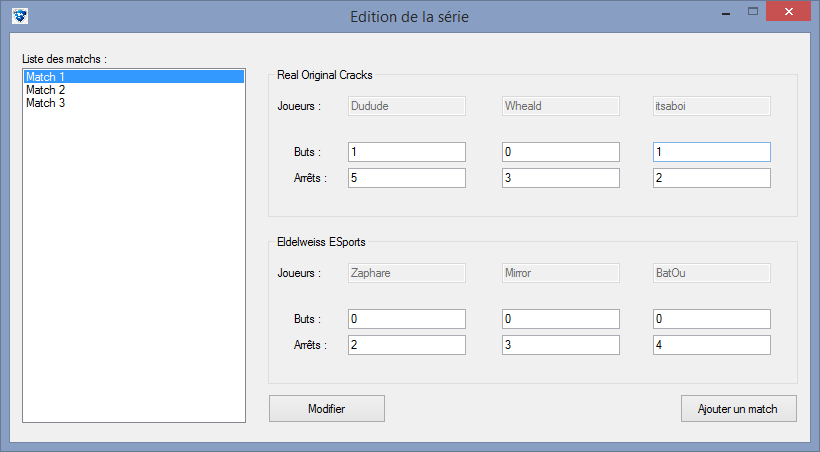 Edition de la série
Liste des matchs :
Match 1
Match 2
Match 3
Real Original Cracks
Joueurs : Dudude Wheald itsaboi
Buts : 1 0 1
Arrêts : 5 3 2
Eldelweiss ESports
Joueurs : Zaphare Mirror BatOu
Buts : 0 0 0
Arrêts : 2 3 4
Modifier Ajouter un match